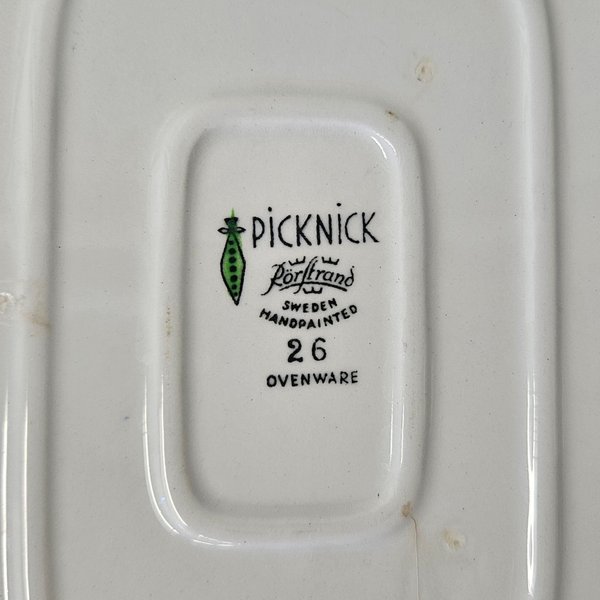 PiCKNiCK
Rörstrand
SWEDEN
HANDPAINTED
26
OVENWARE